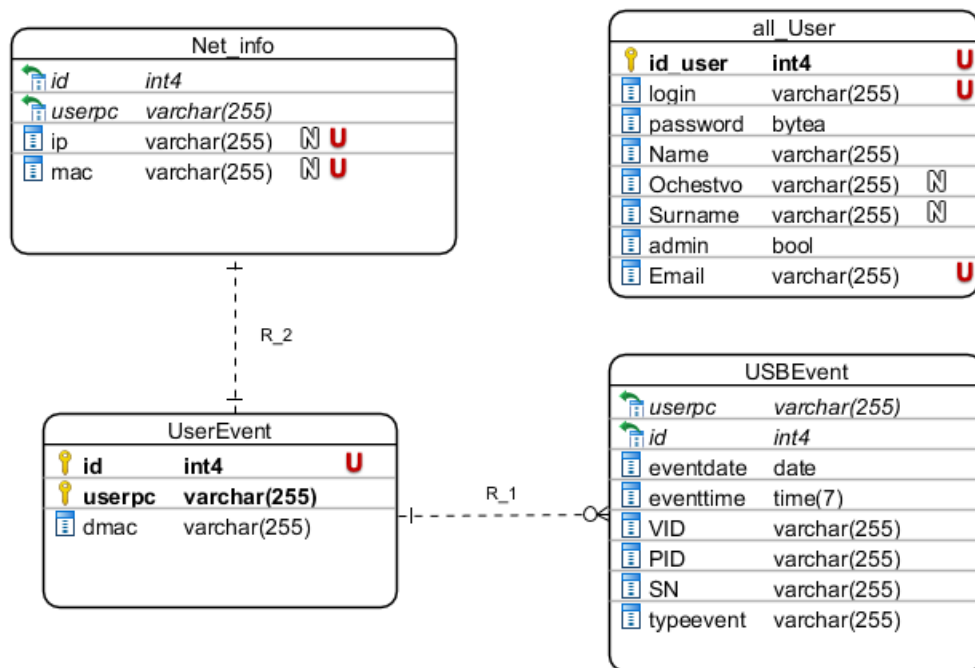 Net_info
id int4
userpc varchar(255)
ip varchar(255) N U
mac varchar(255) N U
all_User
id_user int4 U
login varchar(255) U
password bytea
Name varchar(255)
Ochestvo varchar(255) N
Surname varchar(255) N
admin bool
Email varchar(255) U
R_2
UserEvent
id int4 U
userpc varchar(255)
dmac varchar(255)
R_1
USBEvent
userpc varchar(255)
id int4
eventdate date
eventtime time(7)
VID varchar(255)
PID varchar(255)
SN varchar(255)
typeevent varchar(255)